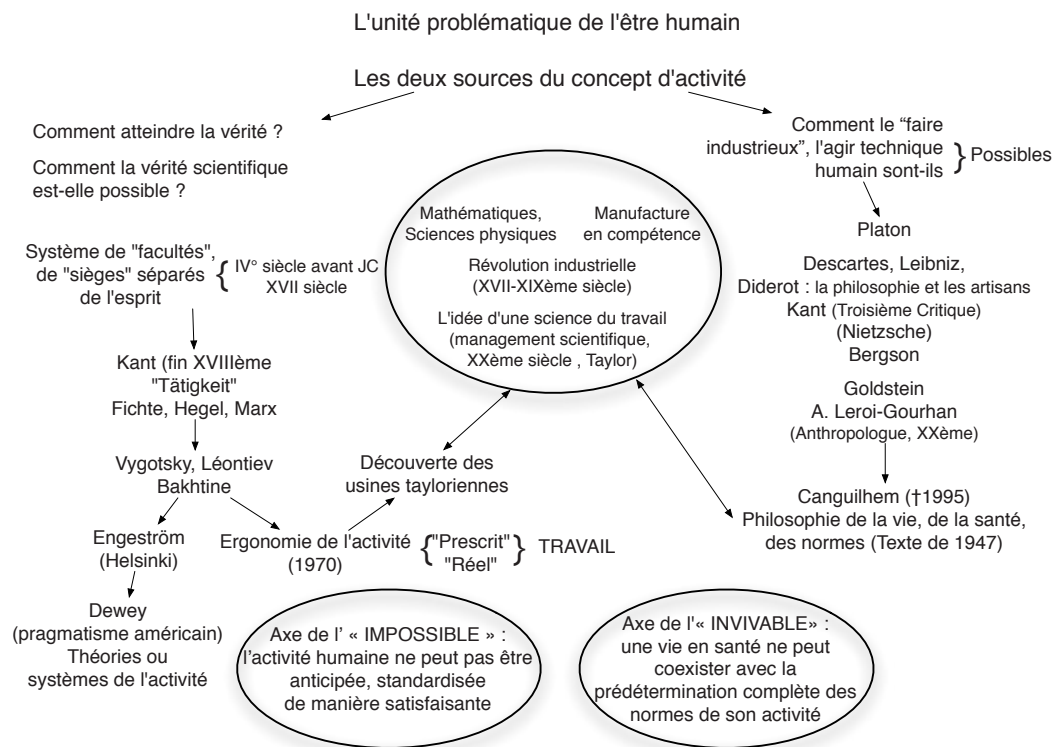 L'unité problématique de l'être humain
Les deux sources du concept d'activité
Comment atteindre la vérité ?
Comment la vérité scientifique
est-elle possible ?
Système de "facultés",
de "sièges" séparés
de l'esprit
{
IV° siècle avant JC
XVII siècle
Kant (fin XVIIIème
"Tätigkeit"
Fichte, Hegel, Marx
Vygotsky, Léontiev
Bakhtine
Engeström
(Helsinki)
Dewey
(pragmatisme américain)
Théories ou
systèmes de l'activité
Ergonomie de l'activité
(1970)
{
"Prescrit"
"Réel"
}
TRAVAIL
Découverte des
usines tayloriennes
Mathématiques,
Sciences physiques
Manufacture
en compétence
Révolution industrielle
(XVII-XIXème siècle)
L'idée d'une science du travail
(management scientifique,
XXème siècle , Taylor)
Comment le “faire
industrieux”, l'agir technique
humain sont-ils
}
Possibles
Platon
Descartes, Leibniz,
Diderot : la philosophie et les artisans
Kant (Troisième Critique)
(Nietzsche)
Bergson
Goldstein
A. Leroi-Gourhan
(Anthropologue, XXème)
Canguilhem (†1995)
Philosophie de la vie, de la santé,
des normes (Texte de 1947)
Axe de l’ « IMPOSSIBLE » :
l’activité humaine ne peut pas être
anticipée, standardisée
de manière satisfaisante
Axe de l'« INVIVABLE» :
une vie en santé ne peut
coexister avec la
prédétermination complète des
normes de son activité